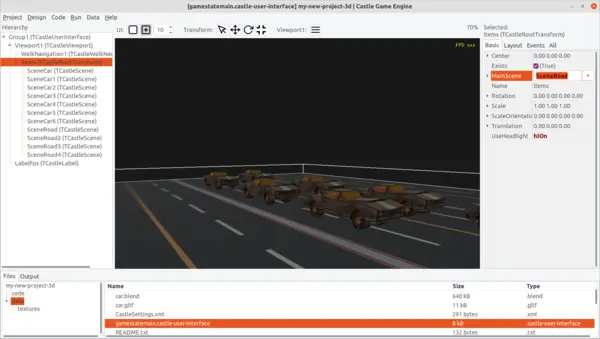 [gamestatemain.castle-user-interface] my-new-project-3d | Castle Game Engine
Project Design Code Run Data Help
Hierarchy
Group1 (TCastleUserInterface)
Viewport1 (TCastleViewport)
WalkNavigation1 (TCastleWalkNav
Items (TCastleRootTransform)
SceneCar (TCastleScene)
SceneCar1 (TCastleScene)
SceneCar2 (TCastleScene)
SceneCar3 (TCastleScene)
SceneCar4 (TCastleScene)
SceneCar5 (TCastleScene)
SceneCar6 (TCastleScene)
SceneRoad (TCastleScene)
SceneRoad2 (TCastleScene)
SceneRoad3 (TCastleScene)
SceneRoad4 (TCastleScene)
LabelFps (TCastleLabel)
UI: 10 Transform: Viewport1: 70%
FPS: xxx
Selected:
Items (TCastleRootTransform)
Basic Layout Events All
Center 0.00 0.00 0.00
Exists (True)
MainScene SceneRoad
Name Items
Rotation 0.00 0.00 0.00 0.00
Scale 1.00 1.00 1.00
ScaleOrientation 0.00 0.00 0.00 0.00
Translation 0.00 0.00 0.00
UseHeadlight hlOn
Files Output
my-new-project-3d
code
data
textures
Name Size Type
car.blend 640 kB .blend
car.gltf 11 kB .gltf
CastleSettings.xml 291 bytes .xml
gamestatemain.castle-user-interface 8 kB .castle-user-interface
README.txt 132 bytes .txt